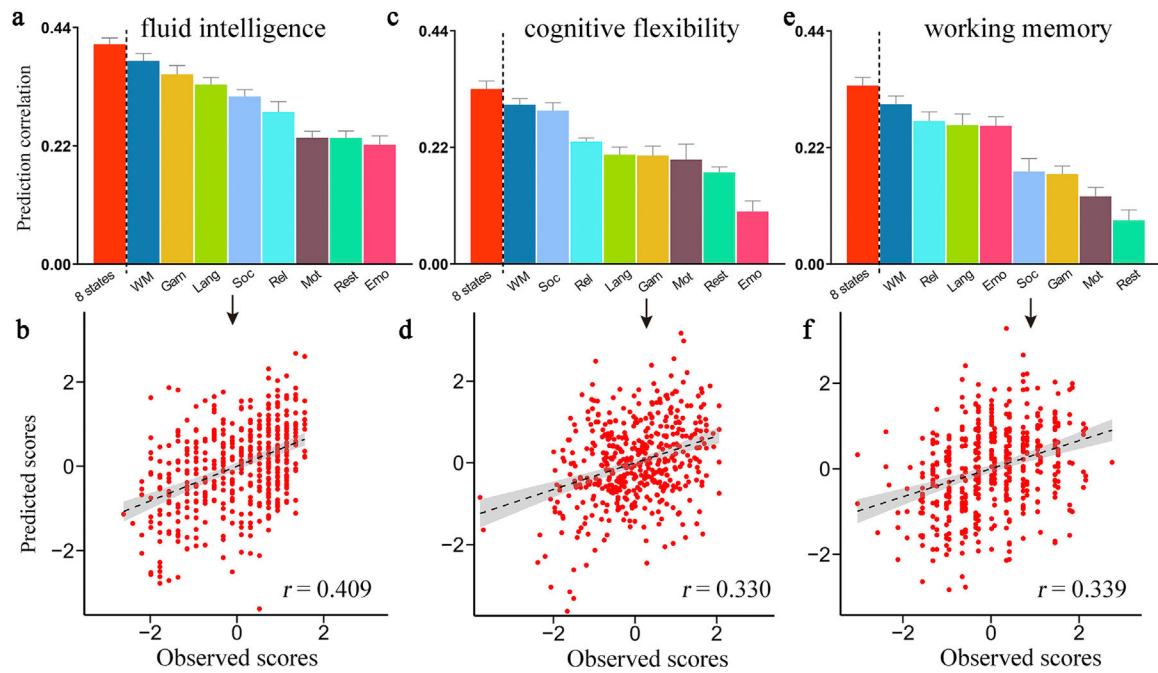 a fluid intelligence
c cognitive flexibility
e working memory
Prediction correlation
0.44
0.22
0.00
8 states WM Gam Lang Soc Rel Mot Rest Emo
0.44
0.22
0.00
8 states WM Soc Rel Lang Gam Mot Rest Emo
0.44
0.22
0.00
8 states WM Rel Lang Emo Soc Gam Mot Rest
b
Predicted scores
2
0
−2
r = 0.409
−2 0 2
Observed scores
d
2
0
−2
r = 0.330
−2 0 2
Observed scores
f
2
0
−2
r = 0.339
−2 0 2
Observed scores